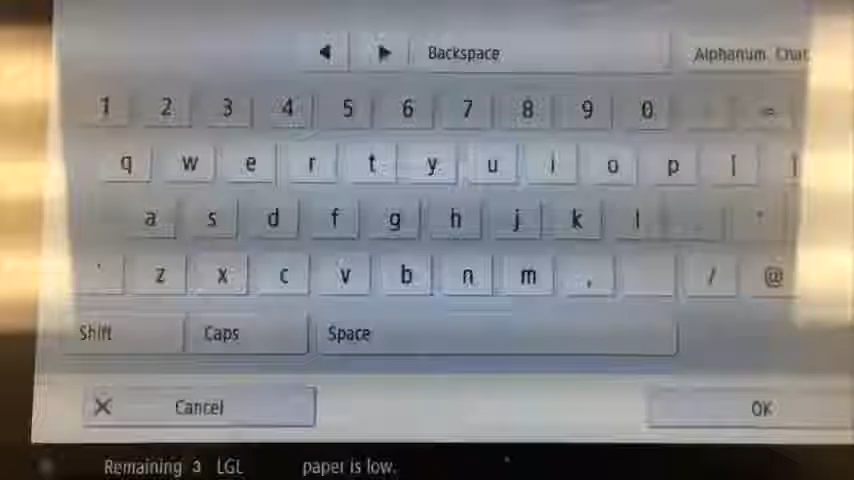 ◀ ▶ Backspace Alphanum. Char
1 2 3 4 5 6 7 8 9 0 - =
q w e r t y u i o p [ ]
a s d f g h j k l '
` z x c v b n m , / @
Shift Caps Space
✕ Cancel OK
Remaining 3 LGL paper is low.